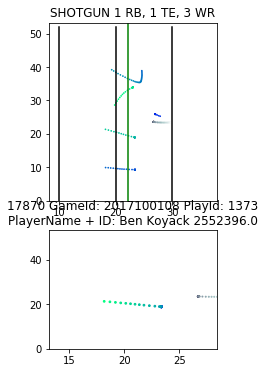 SHOTGUN 1 RB, 1 TE, 3 WR
50
40
30
20
10
0
10 20 30
17870 GameId: 2017100108 PlayId: 1373
PlayerName + ID: Ben Koyack 2552396.0
40
20
0
15 20 25